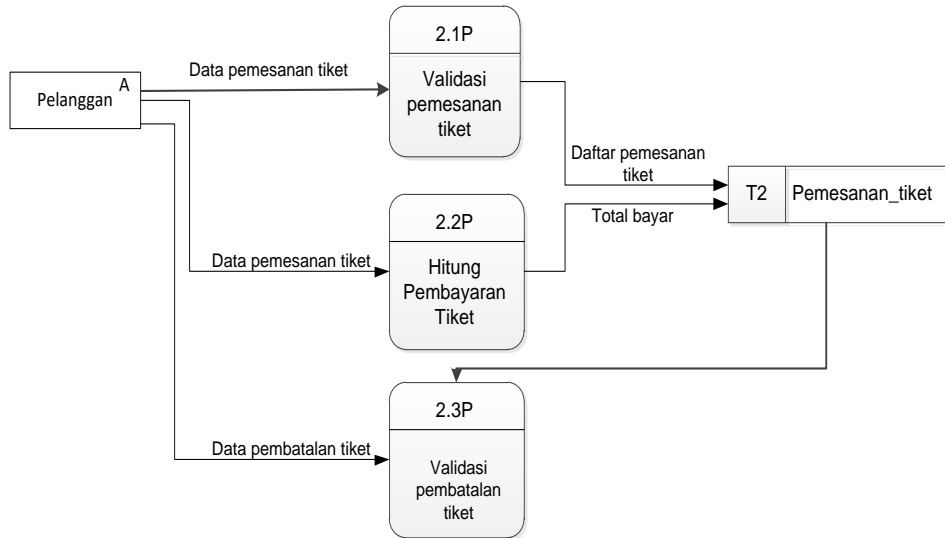 2.1P
Data pemesanan tiket
A
Pelanggan
Validasi
pemesanan
tiket
Daftar pemesanan
tiket
T2
Pemesanan_tiket
Total bayar
2.2P
Data pemesanan tiket
Hitung
Pembayaran
Tiket
2.3P
Data pembatalan tiket
Validasi
pembatalan
tiket